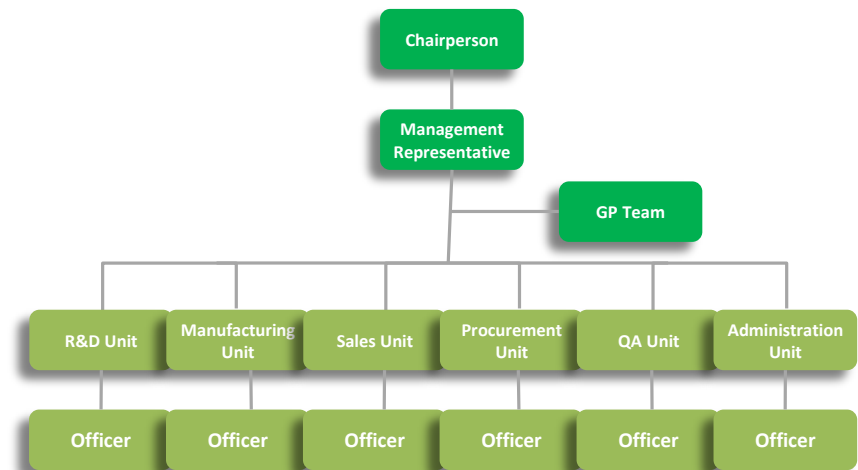 Chairperson
Management
Representative
GP Team
R&D Unit
Manufacturing
Unit
Sales Unit
Procurement
Unit
QA Unit
Administration
Unit
Officer
Officer
Officer
Officer
Officer
Officer